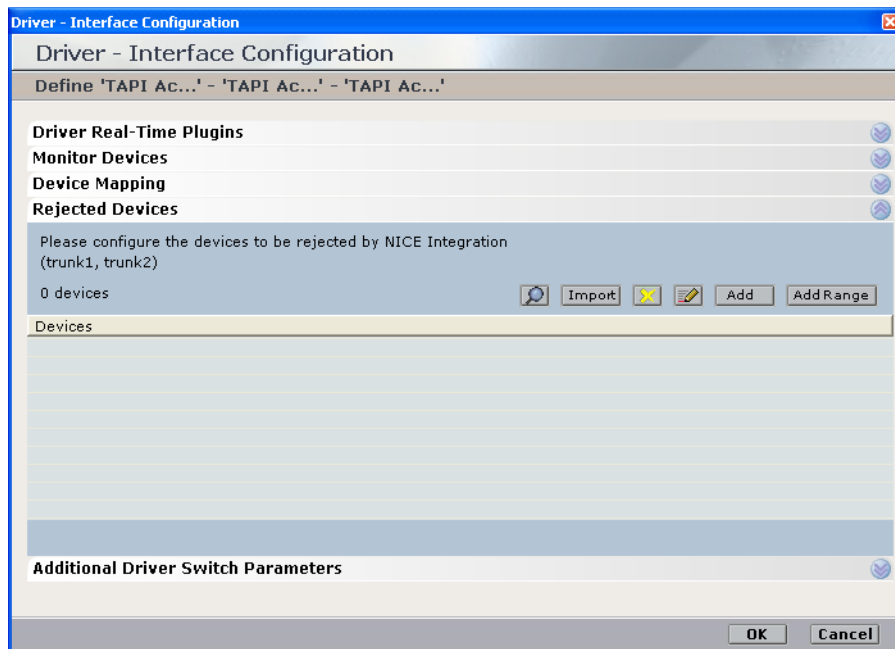 Driver - Interface Configuration
Driver - Interface Configuration
Define 'TAPI Ac...' - 'TAPI Ac...' - 'TAPI Ac...'
Driver Real-Time Plugins
Monitor Devices
Device Mapping
Rejected Devices
Please configure the devices to be rejected by NICE Integration
(trunk1, trunk2)
0 devices Import Add Add Range
Devices
Additional Driver Switch Parameters
OK Cancel